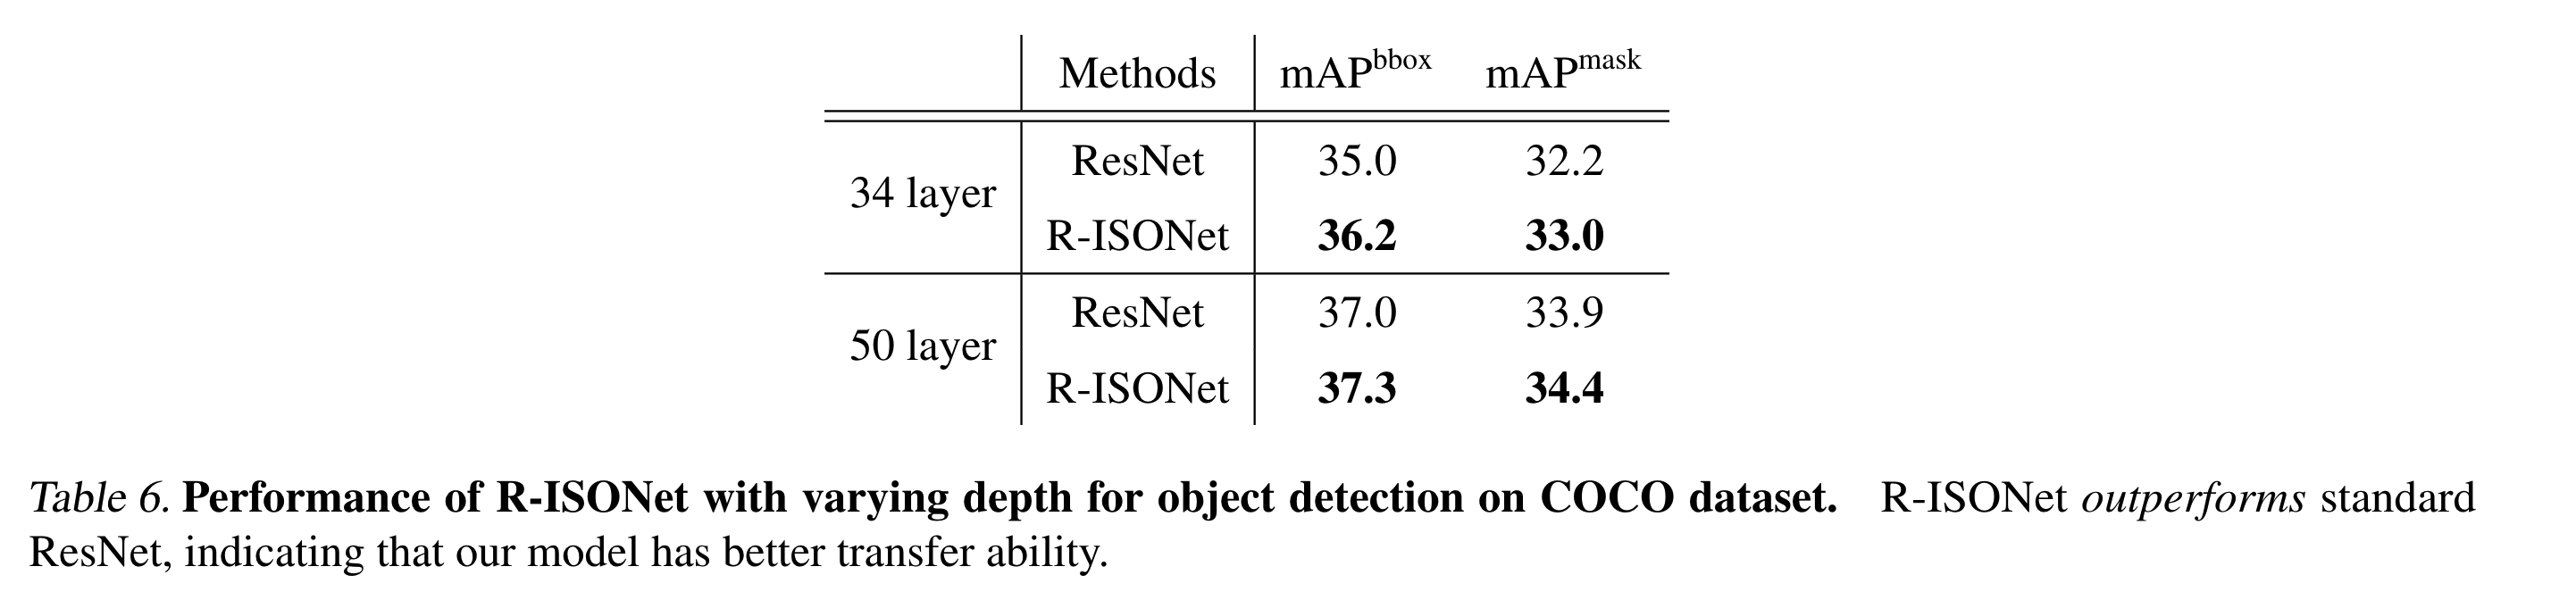 Methods mAP^bbox mAP^mask
34 layer ResNet 35.0 32.2
R-ISONet 36.2 33.0
50 layer ResNet 37.0 33.9
R-ISONet 37.3 34.4
Table 6. Performance of R-ISONet with varying depth for object detection on COCO dataset. R-ISONet outperforms standard
ResNet, indicating that our model has better transfer ability.